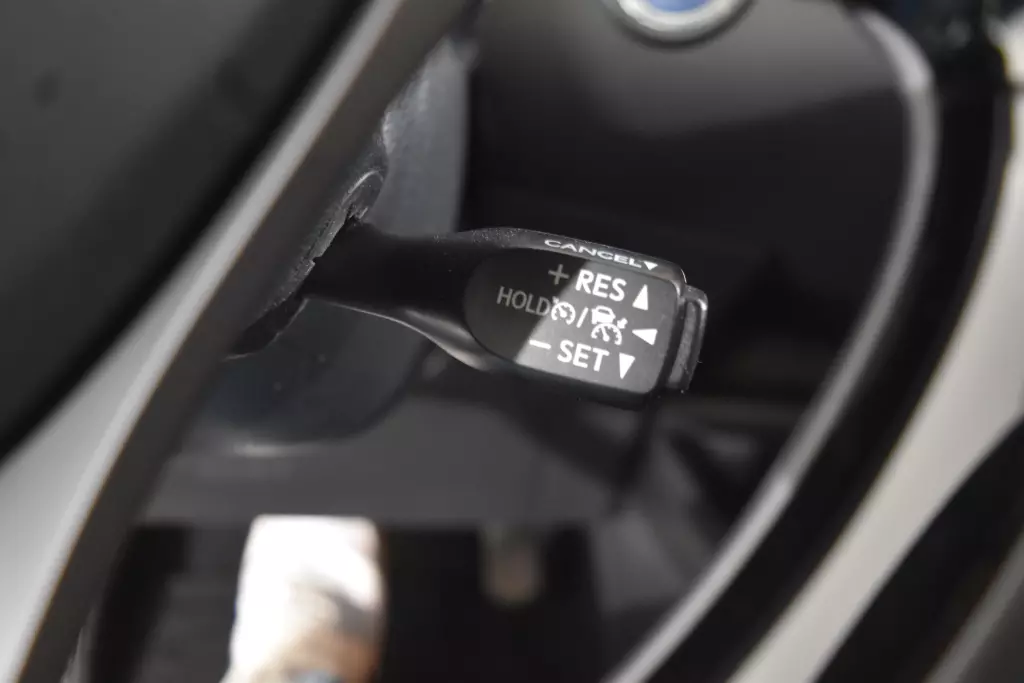 CANCEL▼
+ RES ▲
HOLD / ◀
− SET ▼